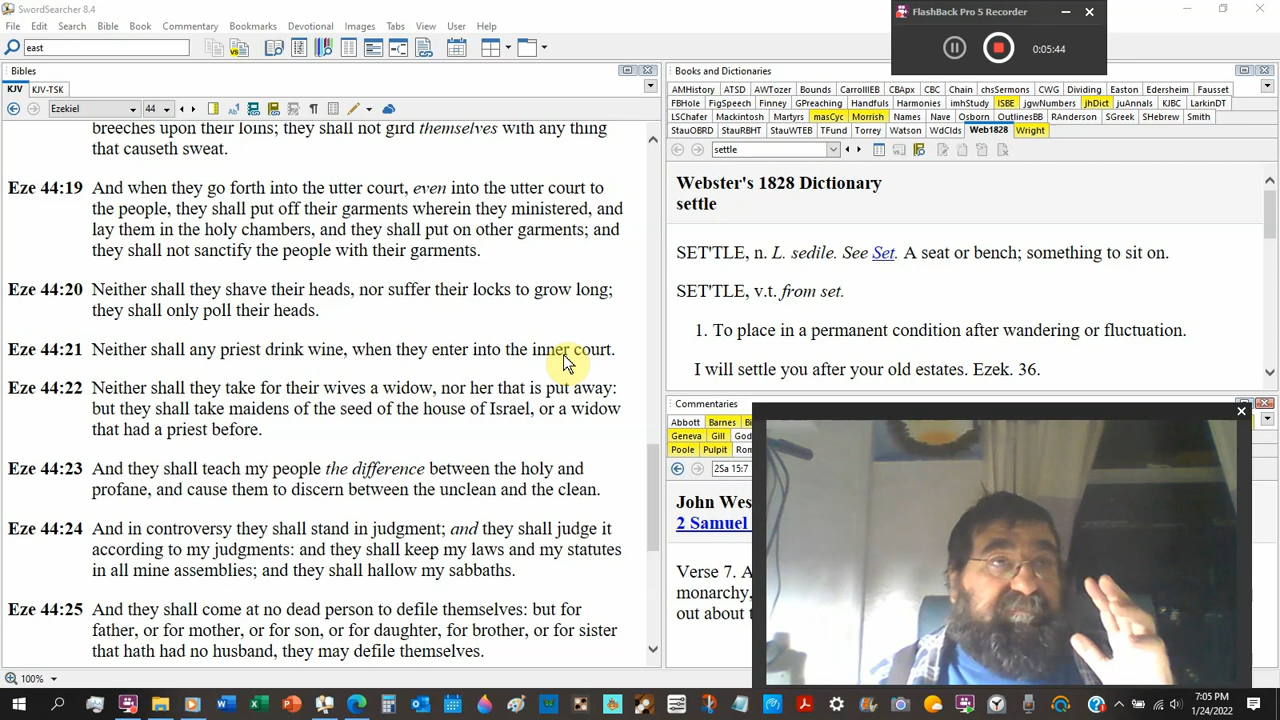 SwordSearcher 8.4
File Edit Search Bible Book Commentary Bookmarks Devotional Images Tabs View User Help
east
FlashBack Pro 5 Recorder
0:05:44
Bibles
KJV KJV-TSK
Ezekiel 44
breeches upon their loins; they shall not gird themselves with any thing
that causeth sweat.
Eze 44:19 And when they go forth into the utter court, even into the utter court to
the people, they shall put off their garments wherein they ministered, and
lay them in the holy chambers, and they shall put on other garments; and
they shall not sanctify the people with their garments.
Eze 44:20 Neither shall they shave their heads, nor suffer their locks to grow long;
they shall only poll their heads.
Eze 44:21 Neither shall any priest drink wine, when they enter into the inner court.
Eze 44:22 Neither shall they take for their wives a widow, nor her that is put away:
but they shall take maidens of the seed of the house of Israel, or a widow
that had a priest before.
Eze 44:23 And they shall teach my people the difference between the holy and
profane, and cause them to discern between the unclean and the clean.
Eze 44:24 And in controversy they shall stand in judgment; and they shall judge it
according to my judgments: and they shall keep my laws and my statutes
in all mine assemblies; and they shall hallow my sabbaths.
Eze 44:25 And they shall come at no dead person to defile themselves: but for
father, or for mother, or for son, or for daughter, for brother, or for sister
that hath had no husband, they may defile themselves.
100%
Books and Dictionaries
AMHistory ATSD AWTozer Bounds CarrollIEB CBApx CBC Chain chsSermons CWG Dividing Easton Edersheim Fausset
FBHole FigSpeech Finney GPreaching Handfuls Harmonies imhStudy ISBE jgwNumbers jhDict juAnnals KJBC LarkinDT
LSChafer Mackintosh Martyrs masCyc Morrish Names Nave Osborn OutlinesBB RAnderson SGreek SHebrew Smith
StauOBRD StauRBHT StauWTEB TFund Torrey Watson WdClds Web1828 Wright
settle
Webster's 1828 Dictionary
settle
SET'TLE, n. L. sedile. See Set. A seat or bench; something to sit on.
SET'TLE, v.t. from set.
1. To place in a permanent condition after wandering or fluctuation.
I will settle you after your old estates. Ezek. 36.
Commentaries
Abbott Barnes
Geneva Gill
Poole Pulpit
2Sa 15:7
John Wes
2 Samuel
Verse 7. A
monarchy,
out about
7:05 PM
1/24/2022